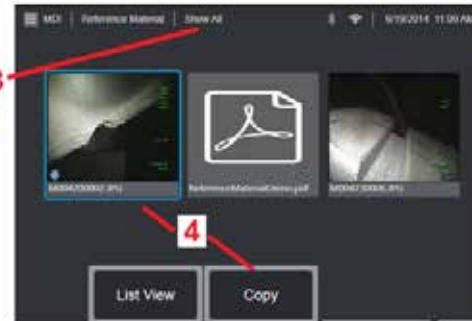 MDI Reference Material Show All 9/19/2014 11:00 AM
3
ReferenceMaterialDemo.pdf
4
List View Copy